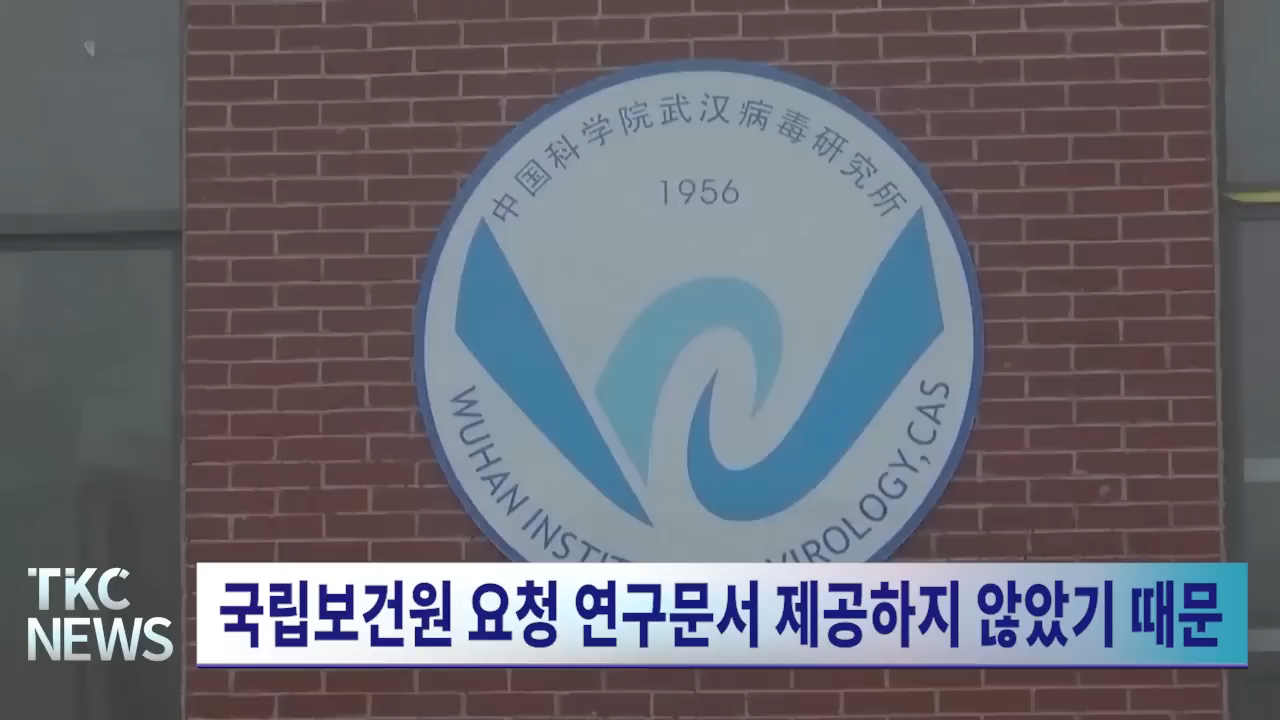 中国科学院武汉病毒研究所
1956
WUHAN VIROLOGY, CAS
TKC
NEWS
국립보건원 요청 연구문서 제공하지 않았기 때문